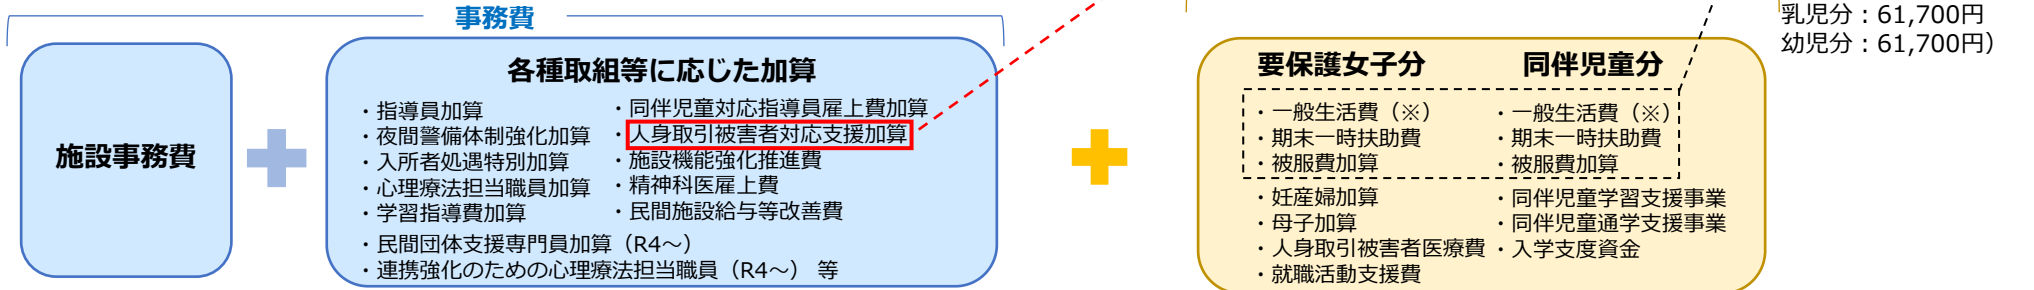 事務費
施設事務費
各種取組等に応じた加算
・指導員加算
・夜間警備体制強化加算
・入所者処遇特別加算
・心理療法担当職員加算
・学習指導費加算
・同伴児童対応指導員雇上費加算
・人身取引被害者対応支援加算
・施設機能強化推進費
・精神科医雇上費
・民間施設給与等改善費
・民間団体支援専門員加算（R4～）
・連携強化のための心理療法担当職員（R4～） 等
要保護女子分
・一般生活費（※）
・期末一時扶助費
・被服費加算
・妊産婦加算
・母子加算
・人身取引被害者医療費
・就職活動支援費
同伴児童分
・一般生活費（※）
・期末一時扶助費
・被服費加算
・同伴児童学習支援事業
・同伴児童通学支援事業
・入学支度資金
乳児分：61,700円
幼児分：61,700円）